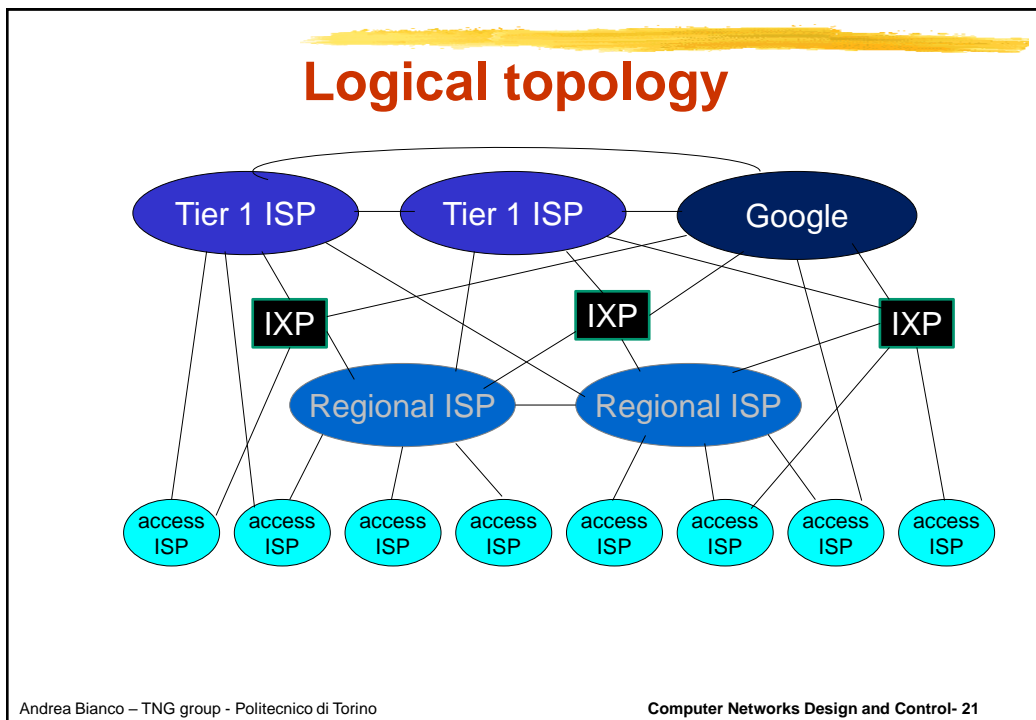 Logical topology
Tier 1 ISP
Tier 1 ISP
Google
IXP
IXP
IXP
Regional ISP
Regional ISP
access
ISP
access
ISP
access
ISP
access
ISP
access
ISP
access
ISP
access
ISP
access
ISP
Andrea Bianco – TNG group - Politecnico di Torino
Computer Networks Design and Control- 21